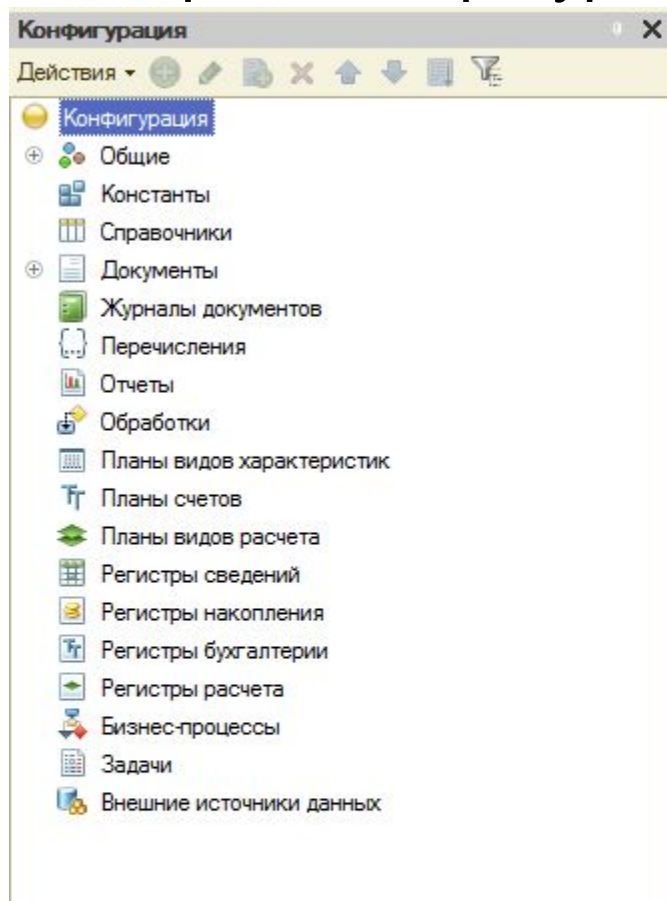 Конфигурация
Действия
Конфигурация
Общие
Константы
Справочники
Документы
Журналы документов
Перечисления
Отчеты
Обработки
Планы видов характеристик
Планы счетов
Планы видов расчета
Регистры сведений
Регистры накопления
Регистры бухгалтерии
Регистры расчета
Бизнес-процессы
Задачи
Внешние источники данных